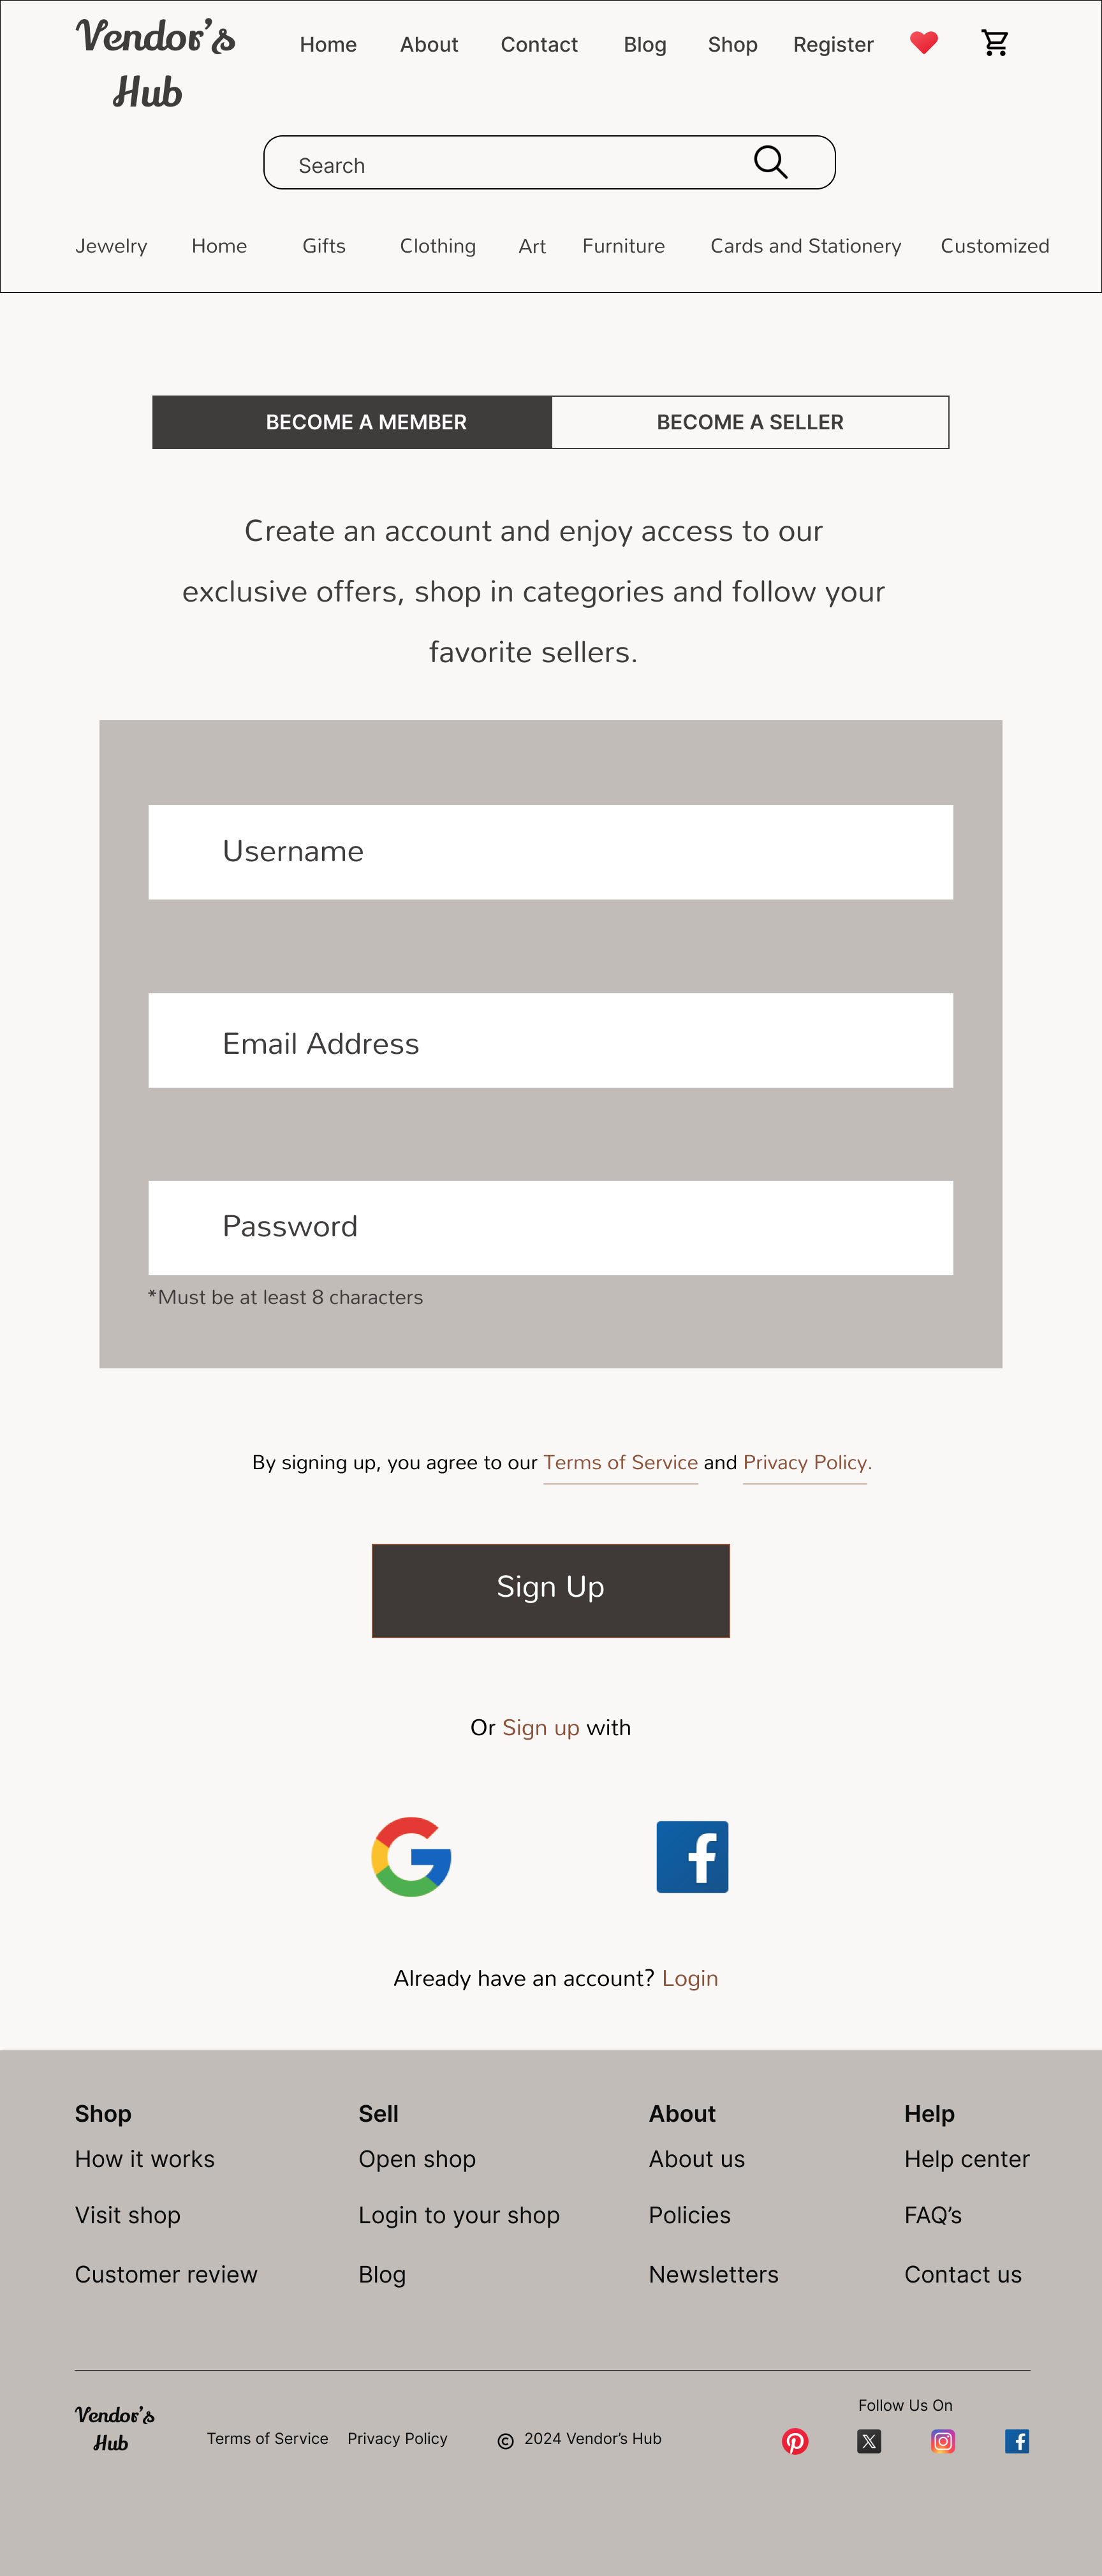 Vendor's
Hub
Home About Contact Blog Shop Register
Search
Jewelry Home Gifts Clothing Art Furniture Cards and Stationery Customized
BECOME A MEMBER BECOME A SELLER
Create an account and enjoy access to our
exclusive offers, shop in categories and follow your
favorite sellers.
Username
Email Address
Password
*Must be at least 8 characters
By signing up, you agree to our Terms of Service and Privacy Policy.
Sign Up
Or Sign up with
Already have an account? Login
Shop Sell About Help
How it works Open shop About us Help center
Visit shop Login to your shop Policies FAQ's
Customer review Blog Newsletters Contact us
Follow Us On
Vendor's
Hub
Terms of Service Privacy Policy © 2024 Vendor's Hub